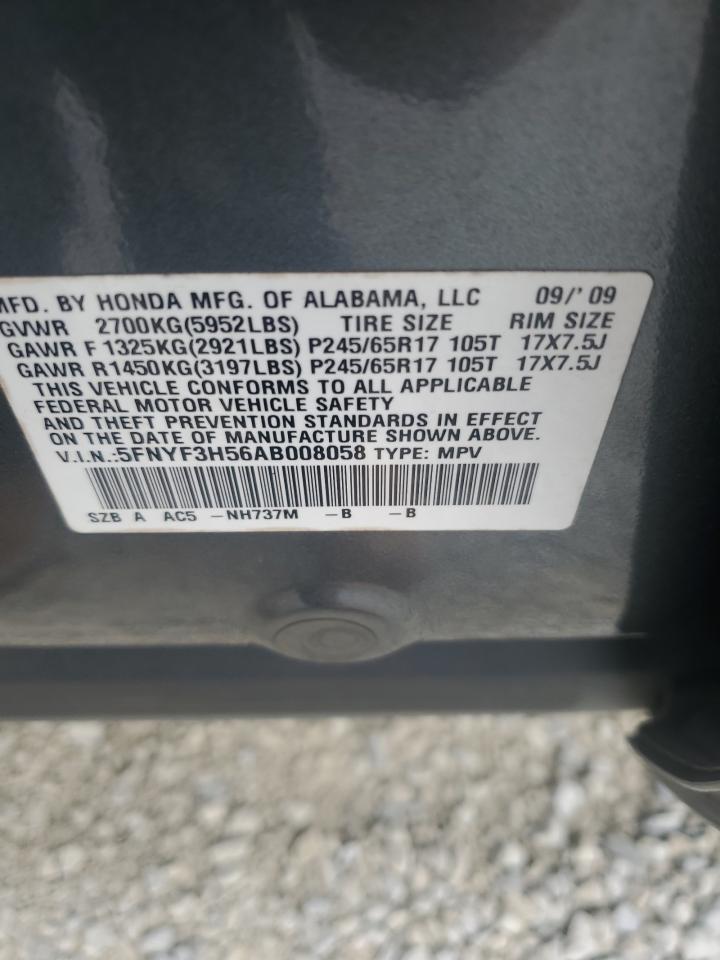 MFD. BY HONDA MFG. OF ALABAMA, LLC 09/' 09
GVWR 2700KG(5952LBS) TIRE SIZE RIM SIZE
GAWR F 1325KG(2921LBS) P245/65R17 105T 17X7.5J
GAWR R1450KG(3197LBS) P245/65R17 105T 17X7.5J
THIS VEHICLE CONFORMS TO ALL APPLICABLE
FEDERAL MOTOR VEHICLE SAFETY
AND THEFT PREVENTION STANDARDS IN EFFECT
ON THE DATE OF MANUFACTURE SHOWN ABOVE.
V.I.N.:5FNYF3H56AB008058 TYPE: MPV
SZB A AC5 -NH737M -B -B